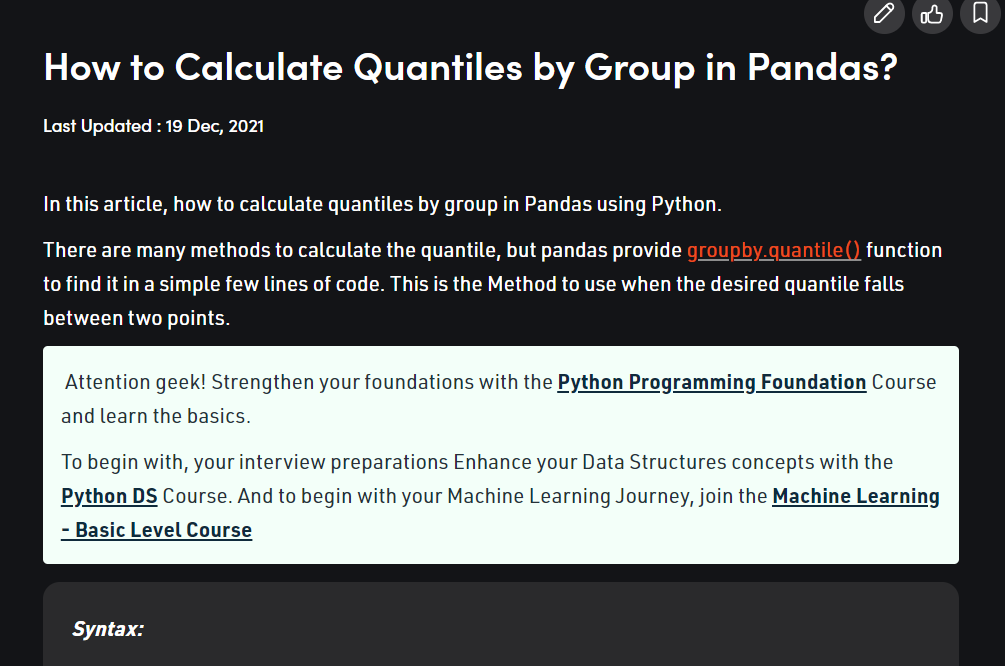 How to Calculate Quantiles by Group in Pandas?
Last Updated : 19 Dec, 2021
In this article, how to calculate quantiles by group in Pandas using Python.
There are many methods to calculate the quantile, but pandas provide groupby.quantile() function
to find it in a simple few lines of code. This is the Method to use when the desired quantile falls
between two points.
Attention geek! Strengthen your foundations with the Python Programming Foundation Course
and learn the basics.
To begin with, your interview preparations Enhance your Data Structures concepts with the
Python DS Course. And to begin with your Machine Learning Journey, join the Machine Learning
- Basic Level Course
Syntax: